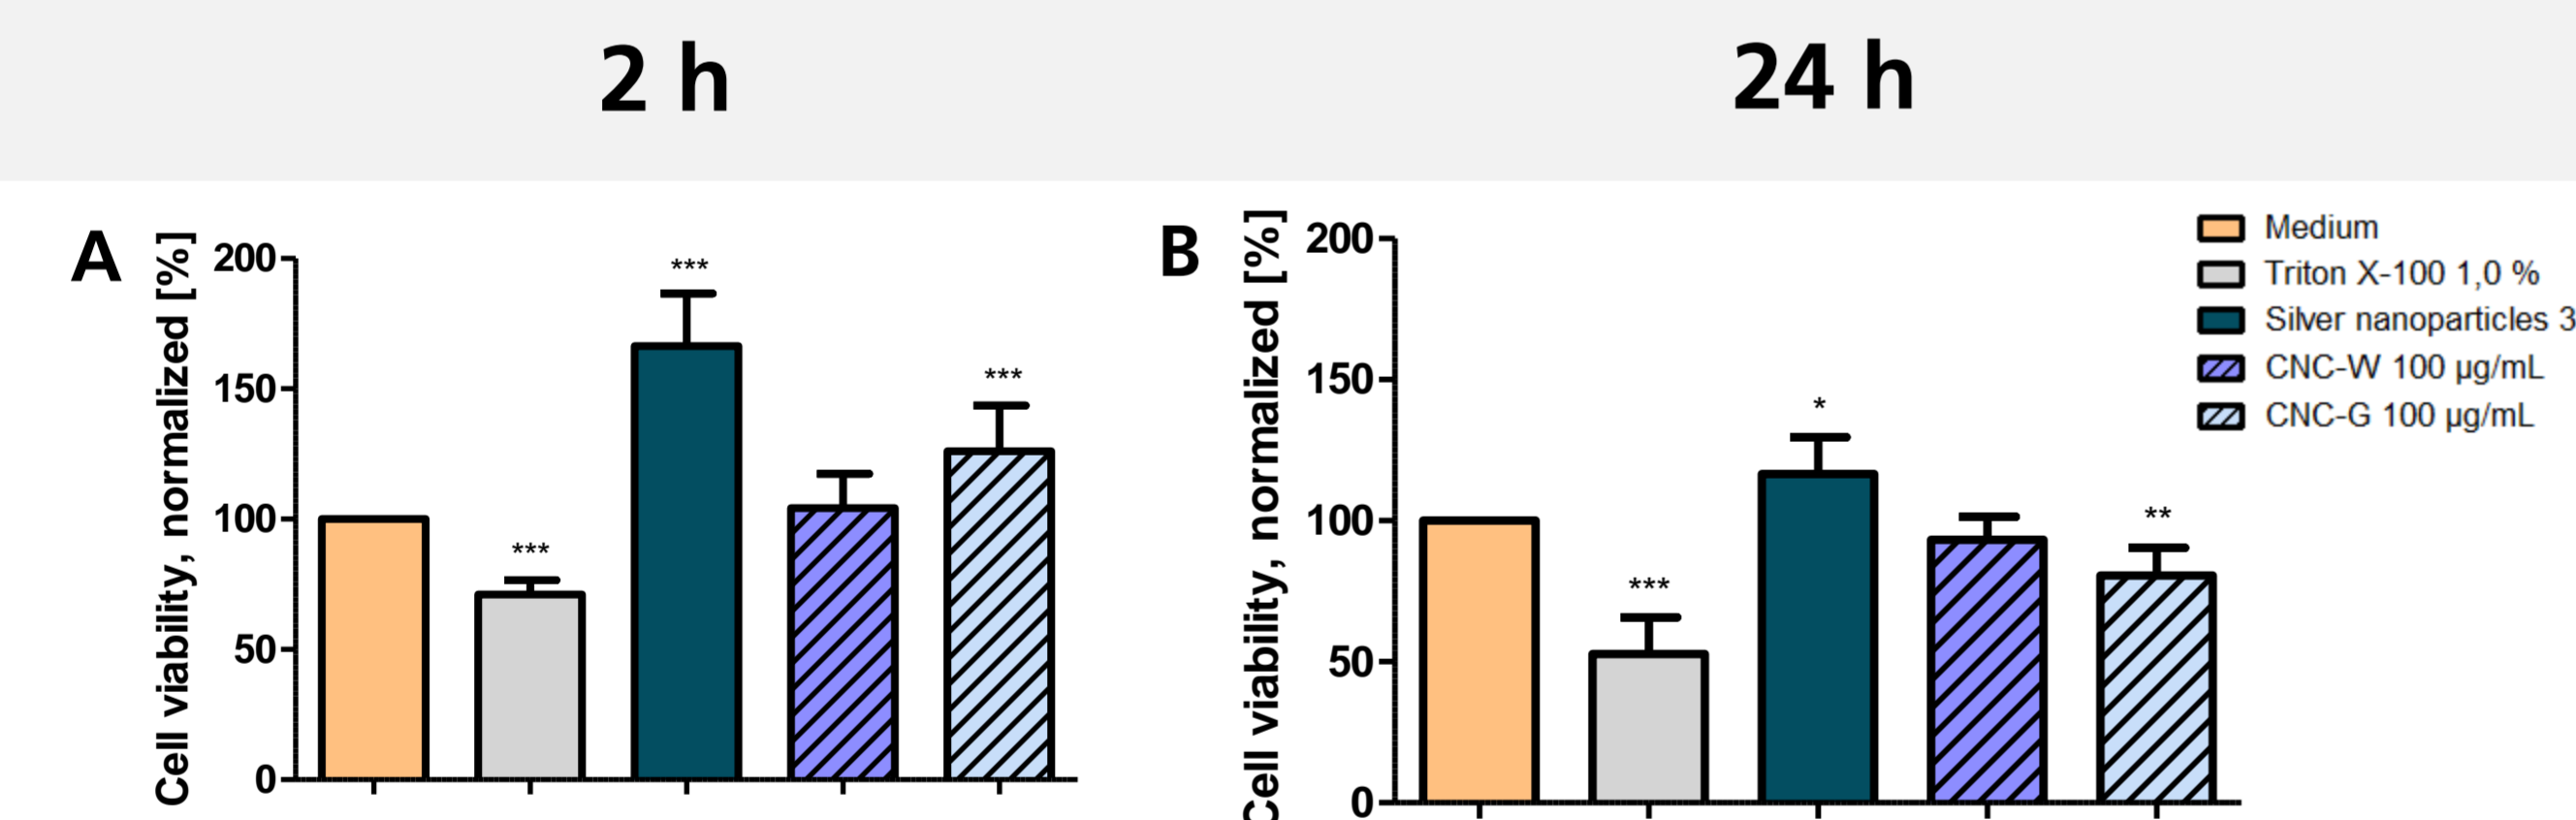 2 h
24 h
A
Cell viability, normalized [%]
200
150
100
50
0
***
***
***
B
Cell viability, normalized [%]
200
150
100
50
0
***
*
**
Medium
Triton X-100 1,0 %
Silver nanoparticles 3
CNC-W 100 µg/mL
CNC-G 100 µg/mL